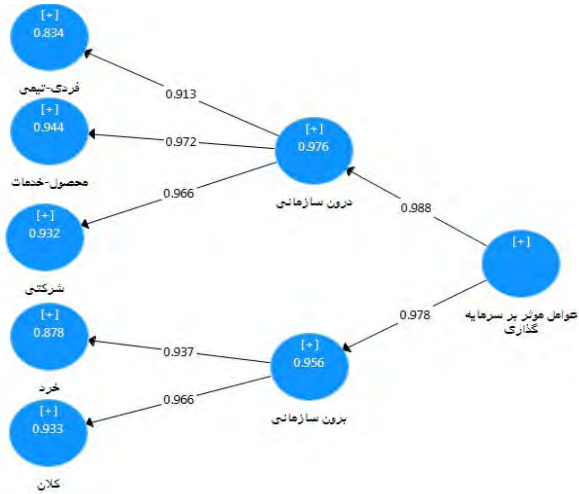 [+]
0.834
فردی-تیمی
0.913
[+]
0.944
محصول-خدمات
0.972
[+]
0.976
درون سازمانی
0.966
[+]
0.932
شرکتی
0.988
[+]
عوامل موثر بر سرمایه
گذاری
0.978
[+]
0.878
خرد
0.937
[+]
0.956
برون سازمانی
0.966
[+]
0.933
کلان